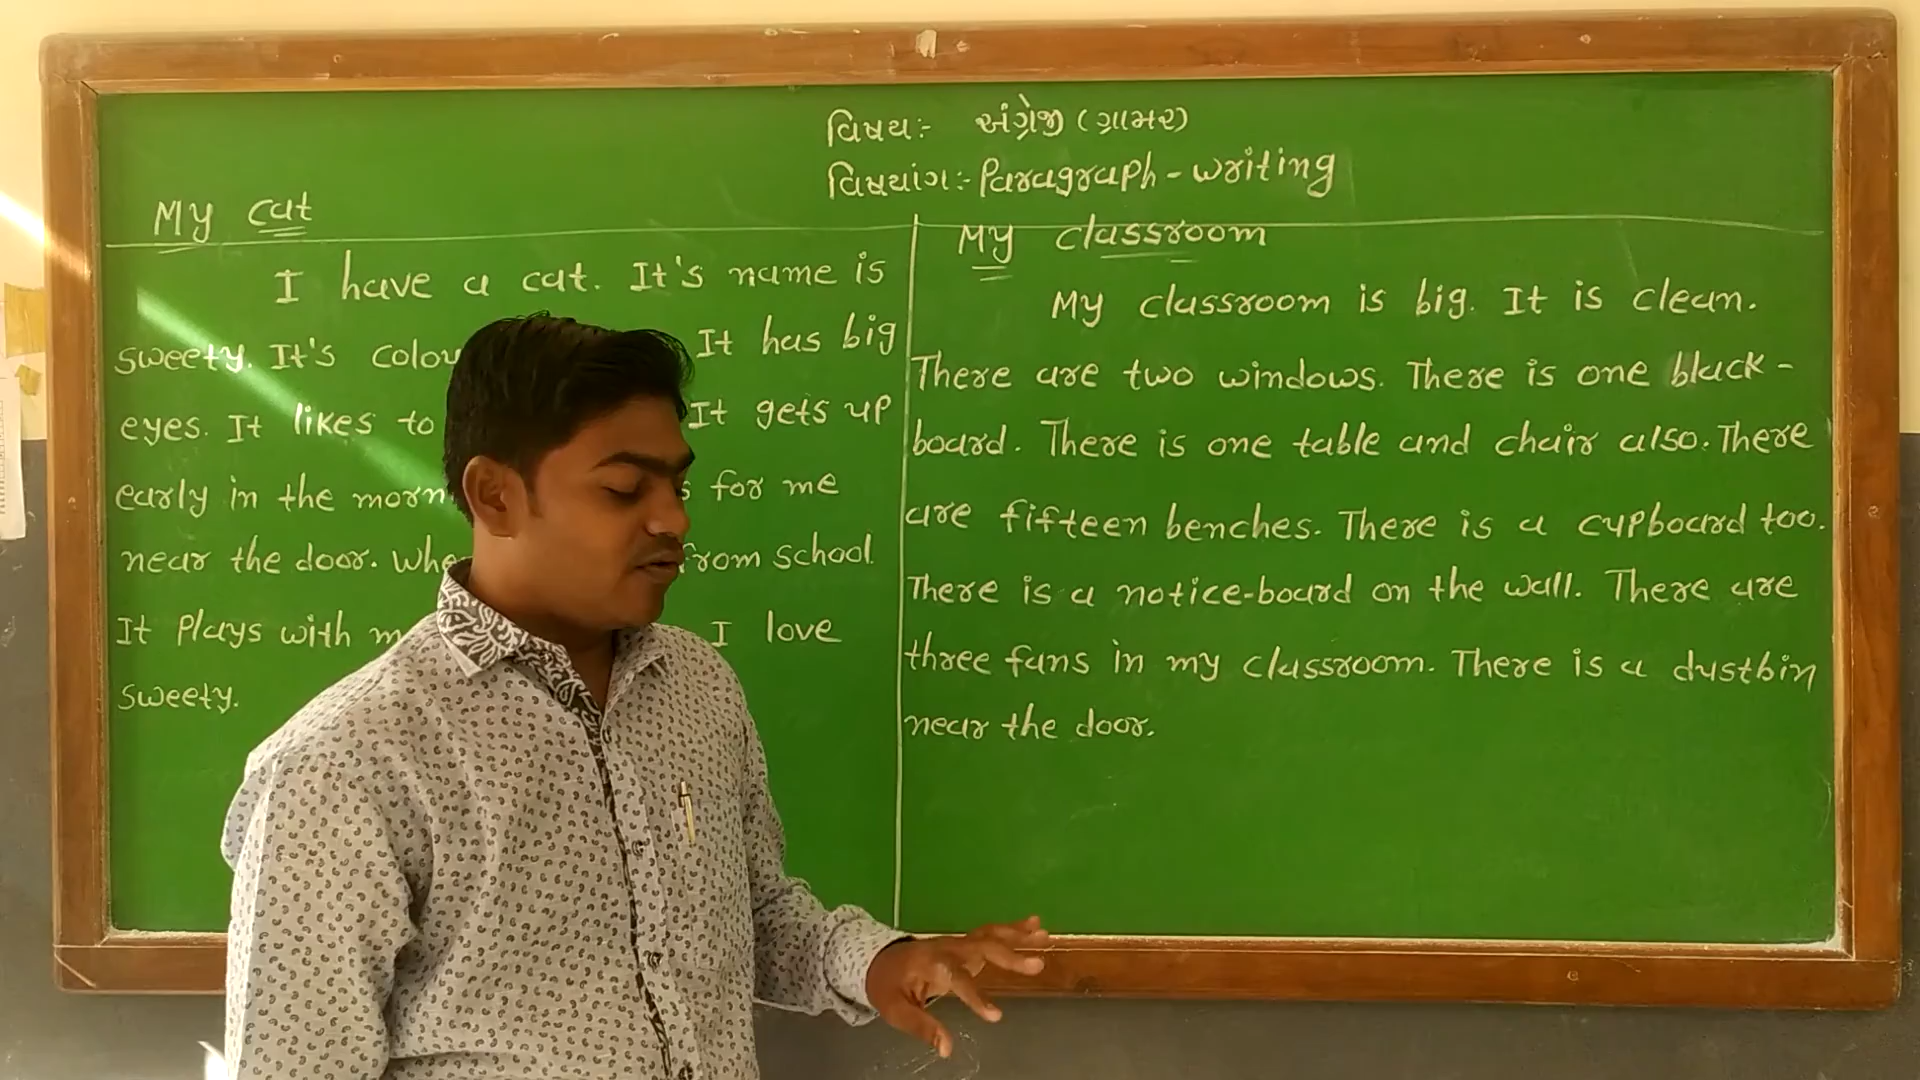 વિષયઃ- અંગ્રેજી (ગ્રામર)
વિષયાંગઃ- Paragraph - writing
My cat
I have a cat. It's name is
sweety. It's It has big
eyes. It likes to It gets up
early in the for me
near the door. from school.
It plays with I love
sweety.
My classroom
My classroom is big. It is clean.
There are two windows. There is one black -
board. There is one table and chair also. There
are fifteen benches. There is a cupboard too.
There is a notice-board on the wall. There are
three fans in my classroom. There is a dustbin
near the door.